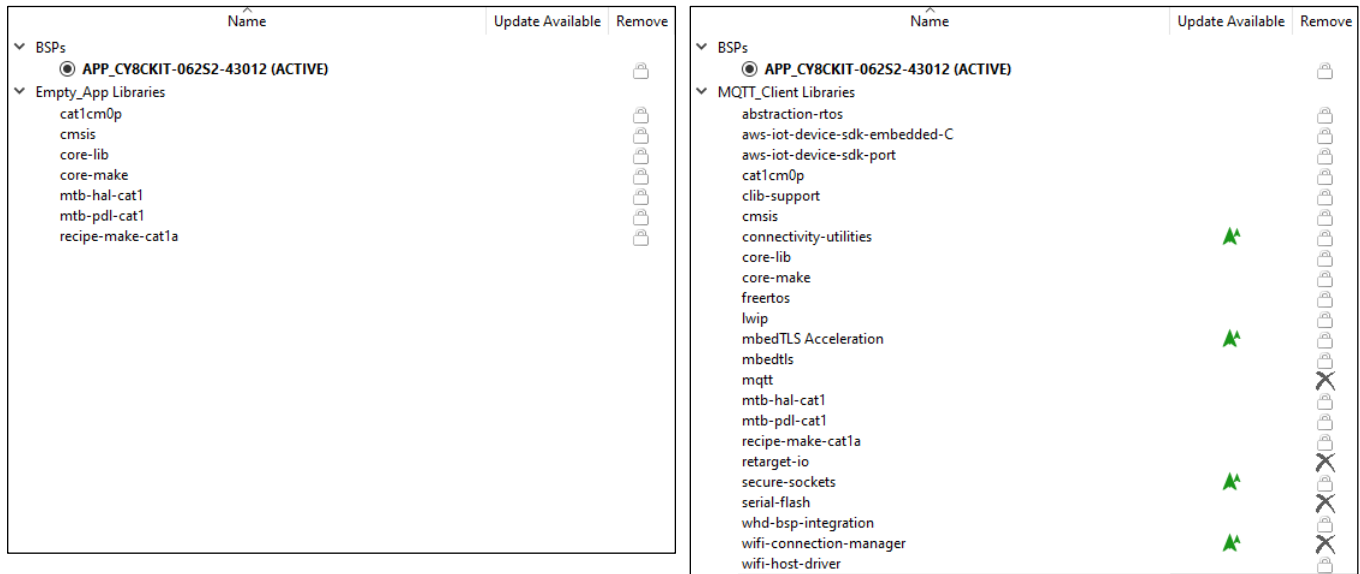 Name Update Available Remove
BSPs
APP_CY8CKIT-062S2-43012 (ACTIVE)
Empty_App Libraries
cat1cm0p
cmsis
core-lib
core-make
mtb-hal-cat1
mtb-pdl-cat1
recipe-make-cat1a
Name Update Available Remove
BSPs
APP_CY8CKIT-062S2-43012 (ACTIVE)
MQTT_Client Libraries
abstraction-rtos
aws-iot-device-sdk-embedded-C
aws-iot-device-sdk-port
cat1cm0p
clib-support
cmsis
connectivity-utilities
core-lib
core-make
freertos
lwip
mbedTLS Acceleration
mbedtls
mqtt
mtb-hal-cat1
mtb-pdl-cat1
recipe-make-cat1a
retarget-io
secure-sockets
serial-flash
whd-bsp-integration
wifi-connection-manager
wifi-host-driver